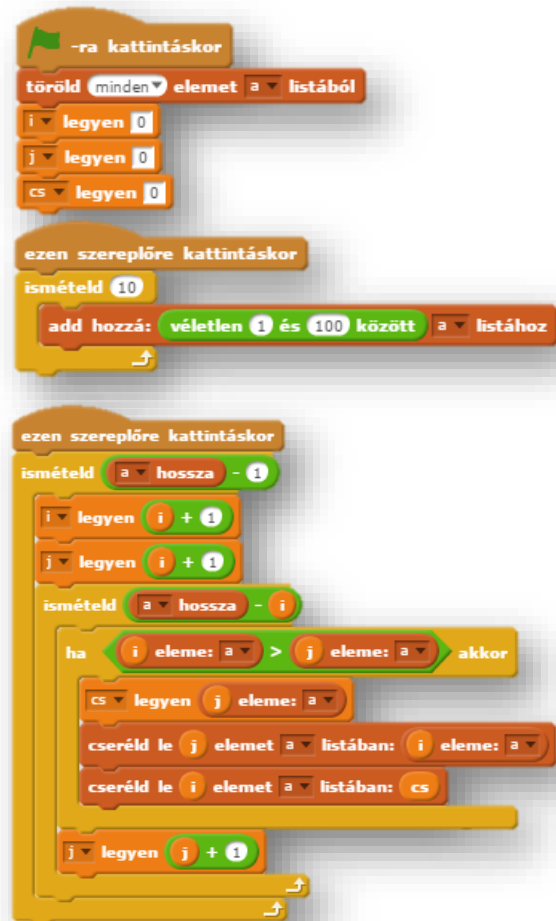 -ra kattintáskor
töröld minden elemet a listából
i legyen 0
j legyen 0
cs legyen 0
ezen szereplőre kattintáskor
ismételd 10
add hozzá: véletlen 1 és 100 között a listához
ezen szereplőre kattintáskor
ismételd a hossza - 1
i legyen i + 1
j legyen i + 1
ismételd a hossza - i
ha i eleme: a > j eleme: a akkor
cs legyen j eleme: a
cseréld le j elemet a listában: i eleme: a
cseréld le i elemet a listában: cs
j legyen j + 1